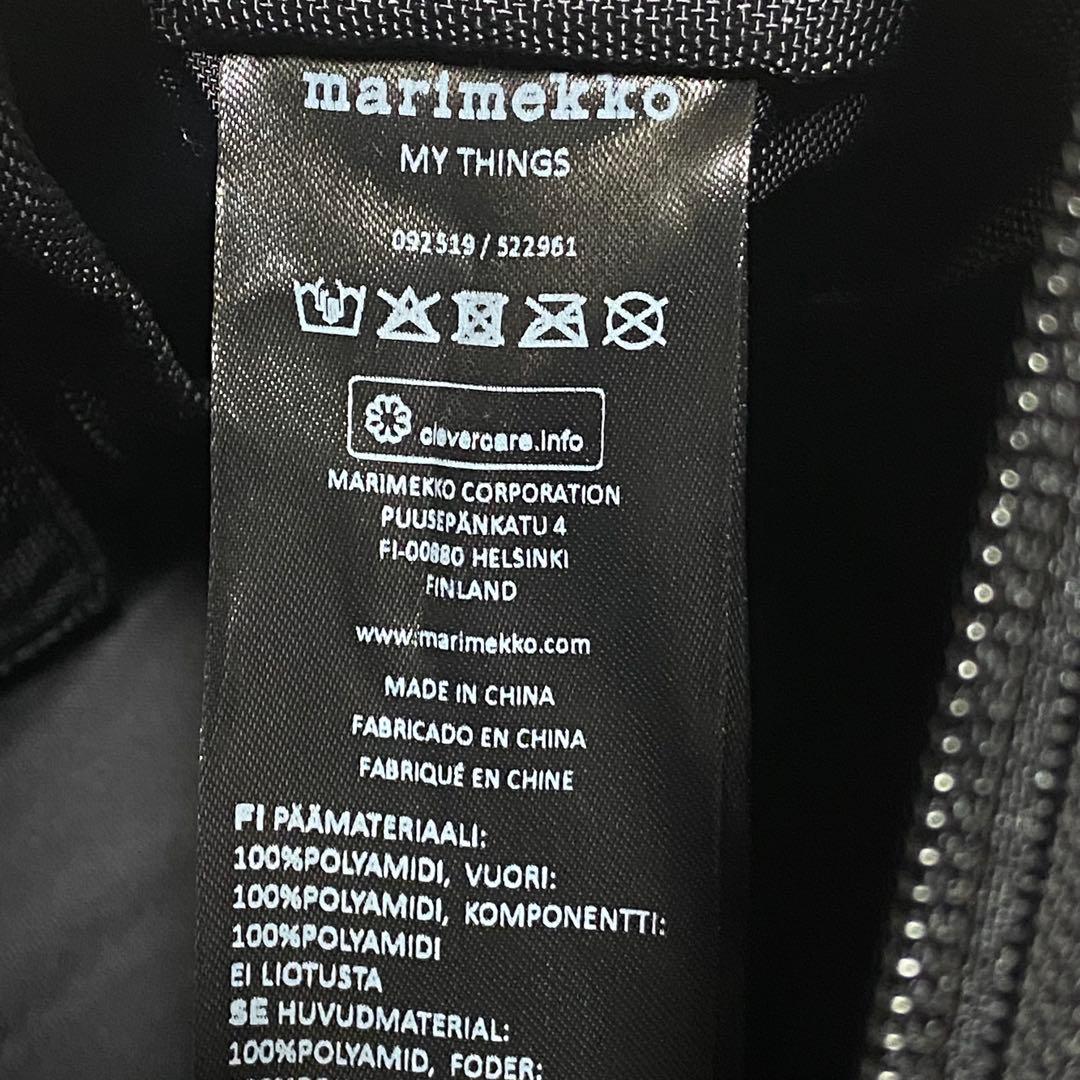 marimekko
MY THINGS
092519 / 522961
clevercare.info
MARIMEKKO CORPORATION
PUUSEPÄNKATU 4
FI-00880 HELSINKI
FINLAND
www.marimekko.com
MADE IN CHINA
FABRICADO EN CHINA
FABRIQUÉ EN CHINE
FI PÄÄMATERIAALI:
100%POLYAMIDI, VUORI:
100%POLYAMIDI, KOMPONENTTI:
100%POLYAMIDI
EI LIOTUSTA
SE HUVUDMATERIAL:
100%POLYAMID, FODER: